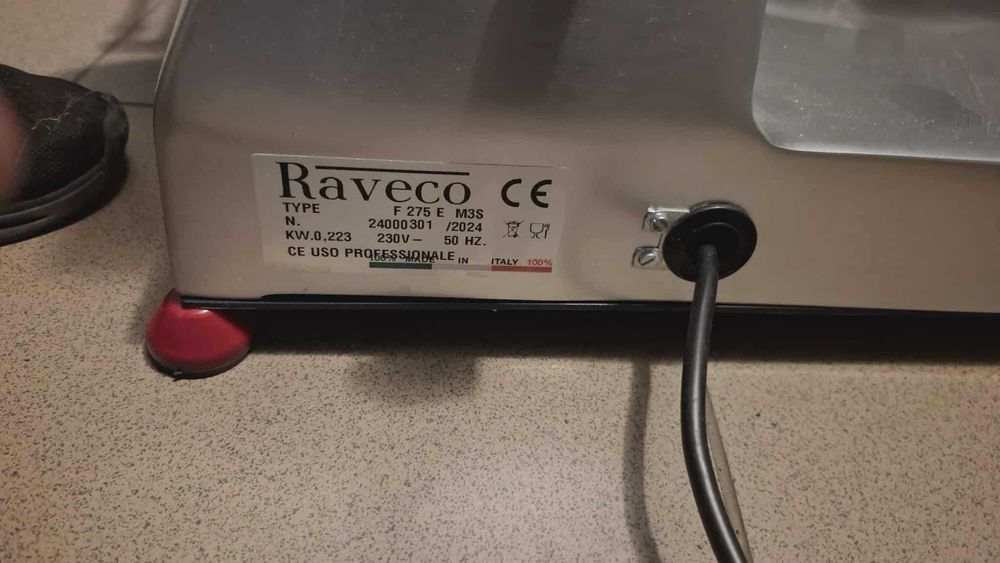 Raveco CE
TYPE F 275 E M3S
N. 24000301 /2024
KW.0,223 230V— 50 HZ.
CE USO PROFESSIONALE
100% MADE IN ITALY 100%